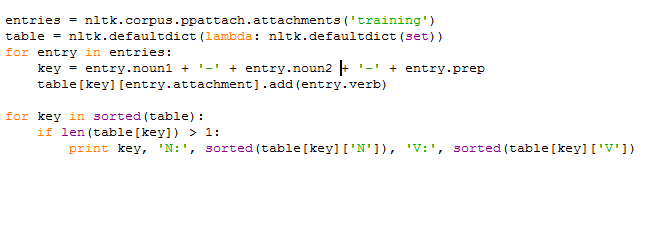 entries = nltk.corpus.ppattach.attachments('training')
table = nltk.defaultdict(lambda: nltk.defaultdict(set))
for entry in entries:
    key = entry.noun1 + '-' + entry.noun2 + '-' + entry.prep
    table[key][entry.attachment].add(entry.verb)

for key in sorted(table):
    if len(table[key]) > 1:
        print key, 'N:', sorted(table[key]['N']), 'V:', sorted(table[key]['V'])